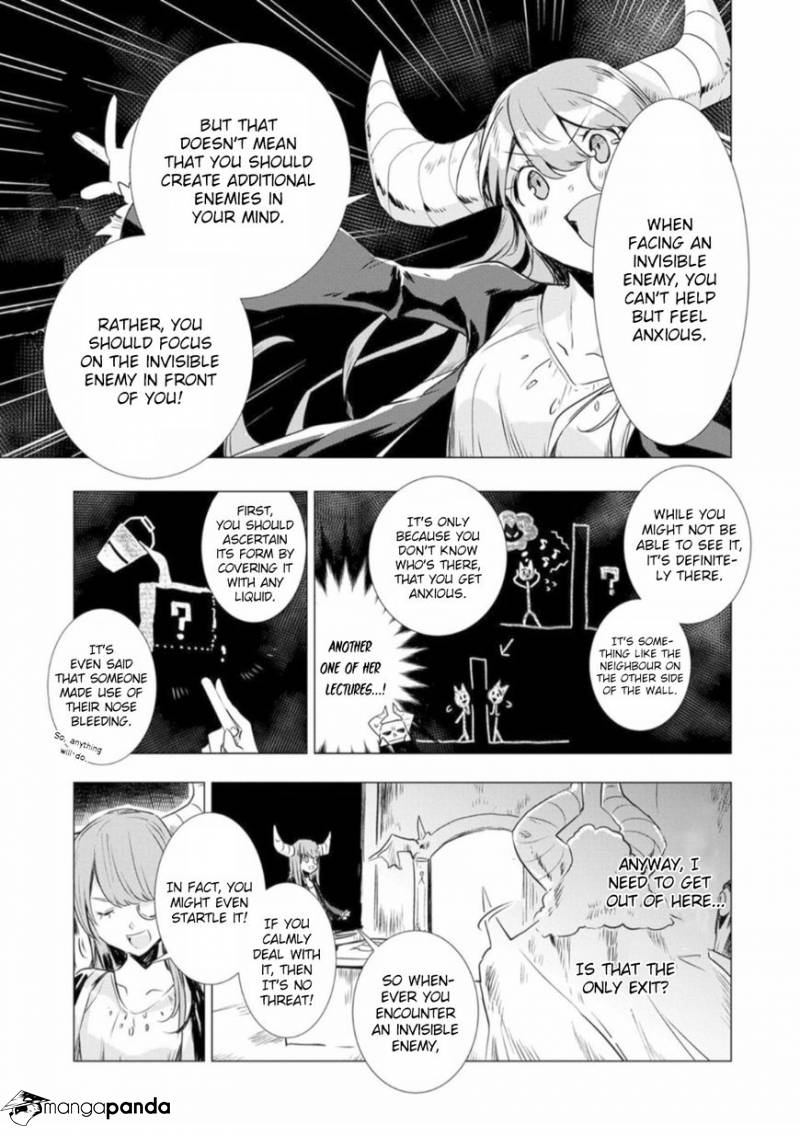 WHEN
FACING AN
INVISIBLE
ENEMY, YOU
CAN'T HELP
BUT FEEL
ANXIOUS.
BUT THAT
DOESN'T MEAN
THAT YOU SHOULD
CREATE ADDITIONAL
ENEMIES IN
YOUR MIND.
RATHER, YOU
SHOULD FOCUS
ON THE INVISIBLE
ENEMY IN FRONT
OF YOU!
WHILE YOU
MIGHT NOT BE
ABLE TO SEE IT,
IT'S DEFINITE-
LY THERE.
IT'S SOME-
THING LIKE THE
NEIGHBOUR ON
THE OTHER SIDE
OF THE WALL.
?
IT'S ONLY
BECAUSE YOU
DON'T KNOW
WHO'S THERE,
THAT YOU GET
ANXIOUS.
ANOTHER
ONE OF HER
LECTURES...!
FIRST,
YOU SHOULD
ASCERTAIN
ITS FORM BY
COVERING IT
WITH ANY
LIQUID.
?
IT'S
EVEN SAID
THAT SOMEONE
MADE USE OF
THEIR NOSE
BLEEDING.
So, anything
will do.
ANYWAY, I
NEED TO GET
OUT OF HERE...
IS THAT THE
ONLY EXIT?
SO WHEN-
EVER YOU
ENCOUNTER
AN INVISIBLE
ENEMY,
IF YOU
CALMLY
DEAL WITH
IT, THEN
IT'S NO
THREAT!
IN FACT, YOU
MIGHT EVEN
STARTLE IT!
mangapanda